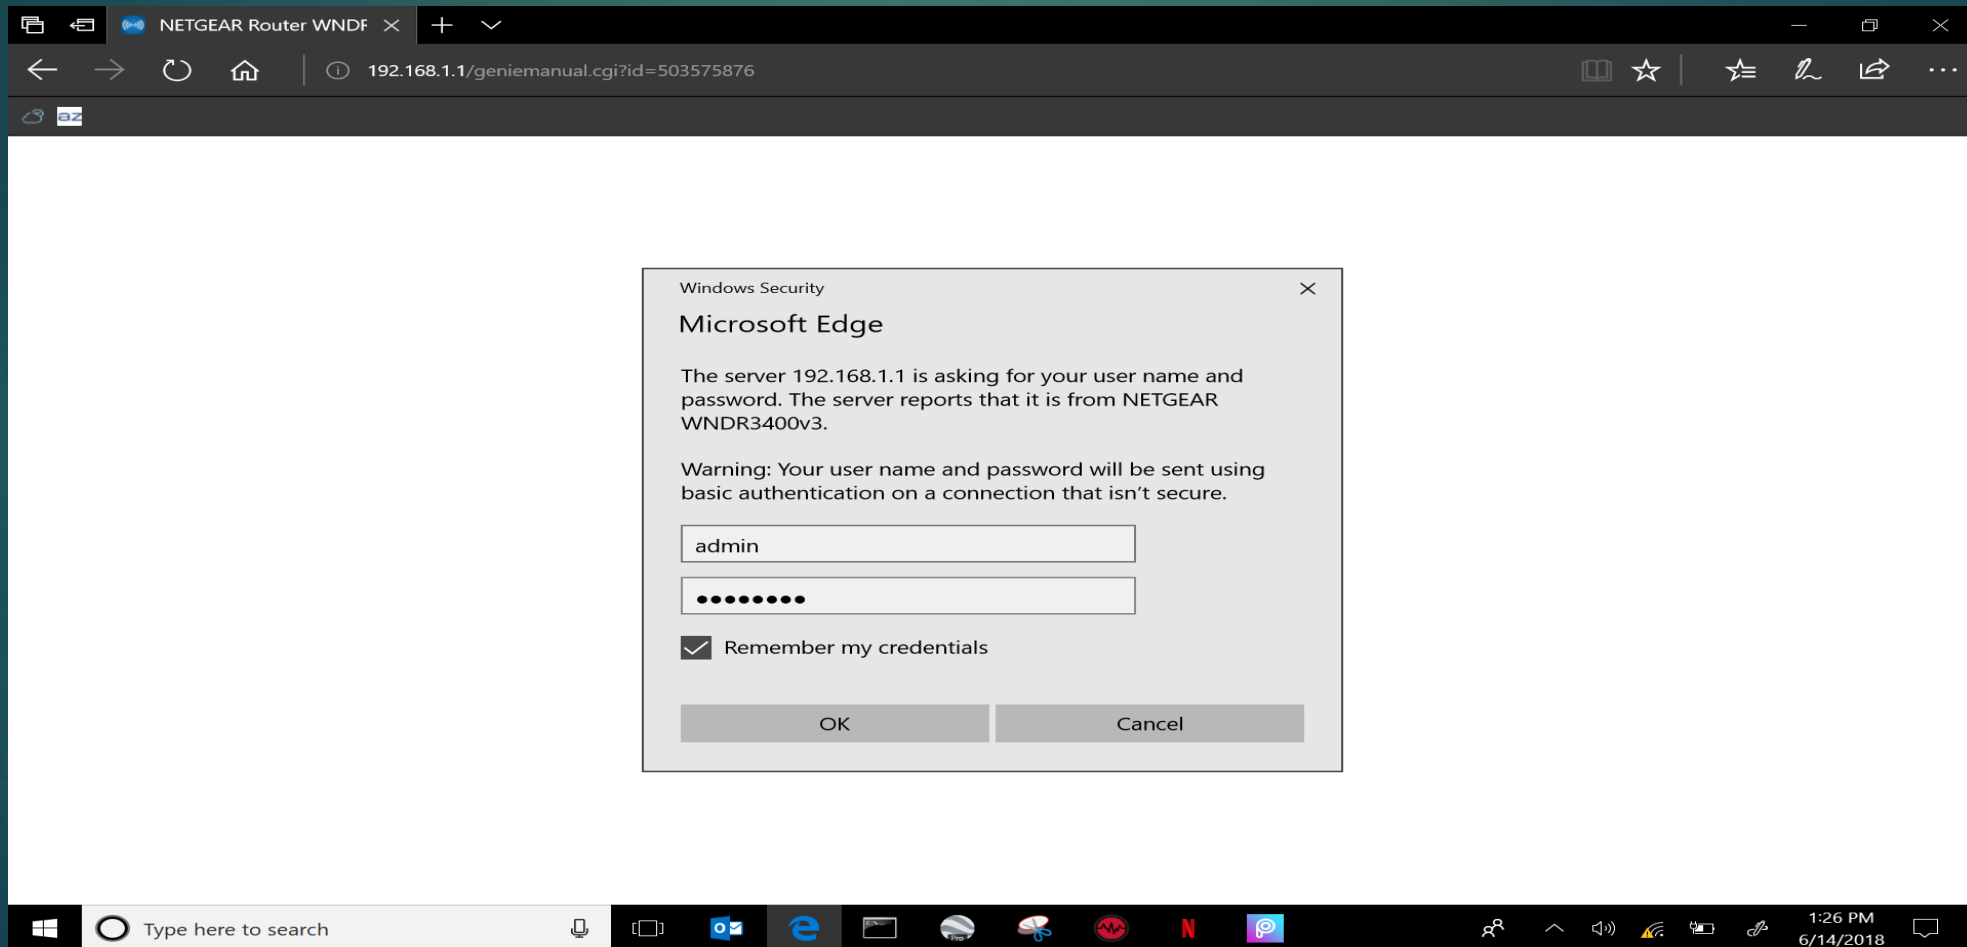 NETGEAR Router WNDF
192.168.1.1/geniemanual.cgi?id=503575876
az
Windows Security
Microsoft Edge
The server 192.168.1.1 is asking for your user name and
password. The server reports that it is from NETGEAR
WNDR3400v3.
Warning: Your user name and password will be sent using
basic authentication on a connection that isn't secure.
admin
Remember my credentials
OK
Cancel
Type here to search
1:26 PM
6/14/2018